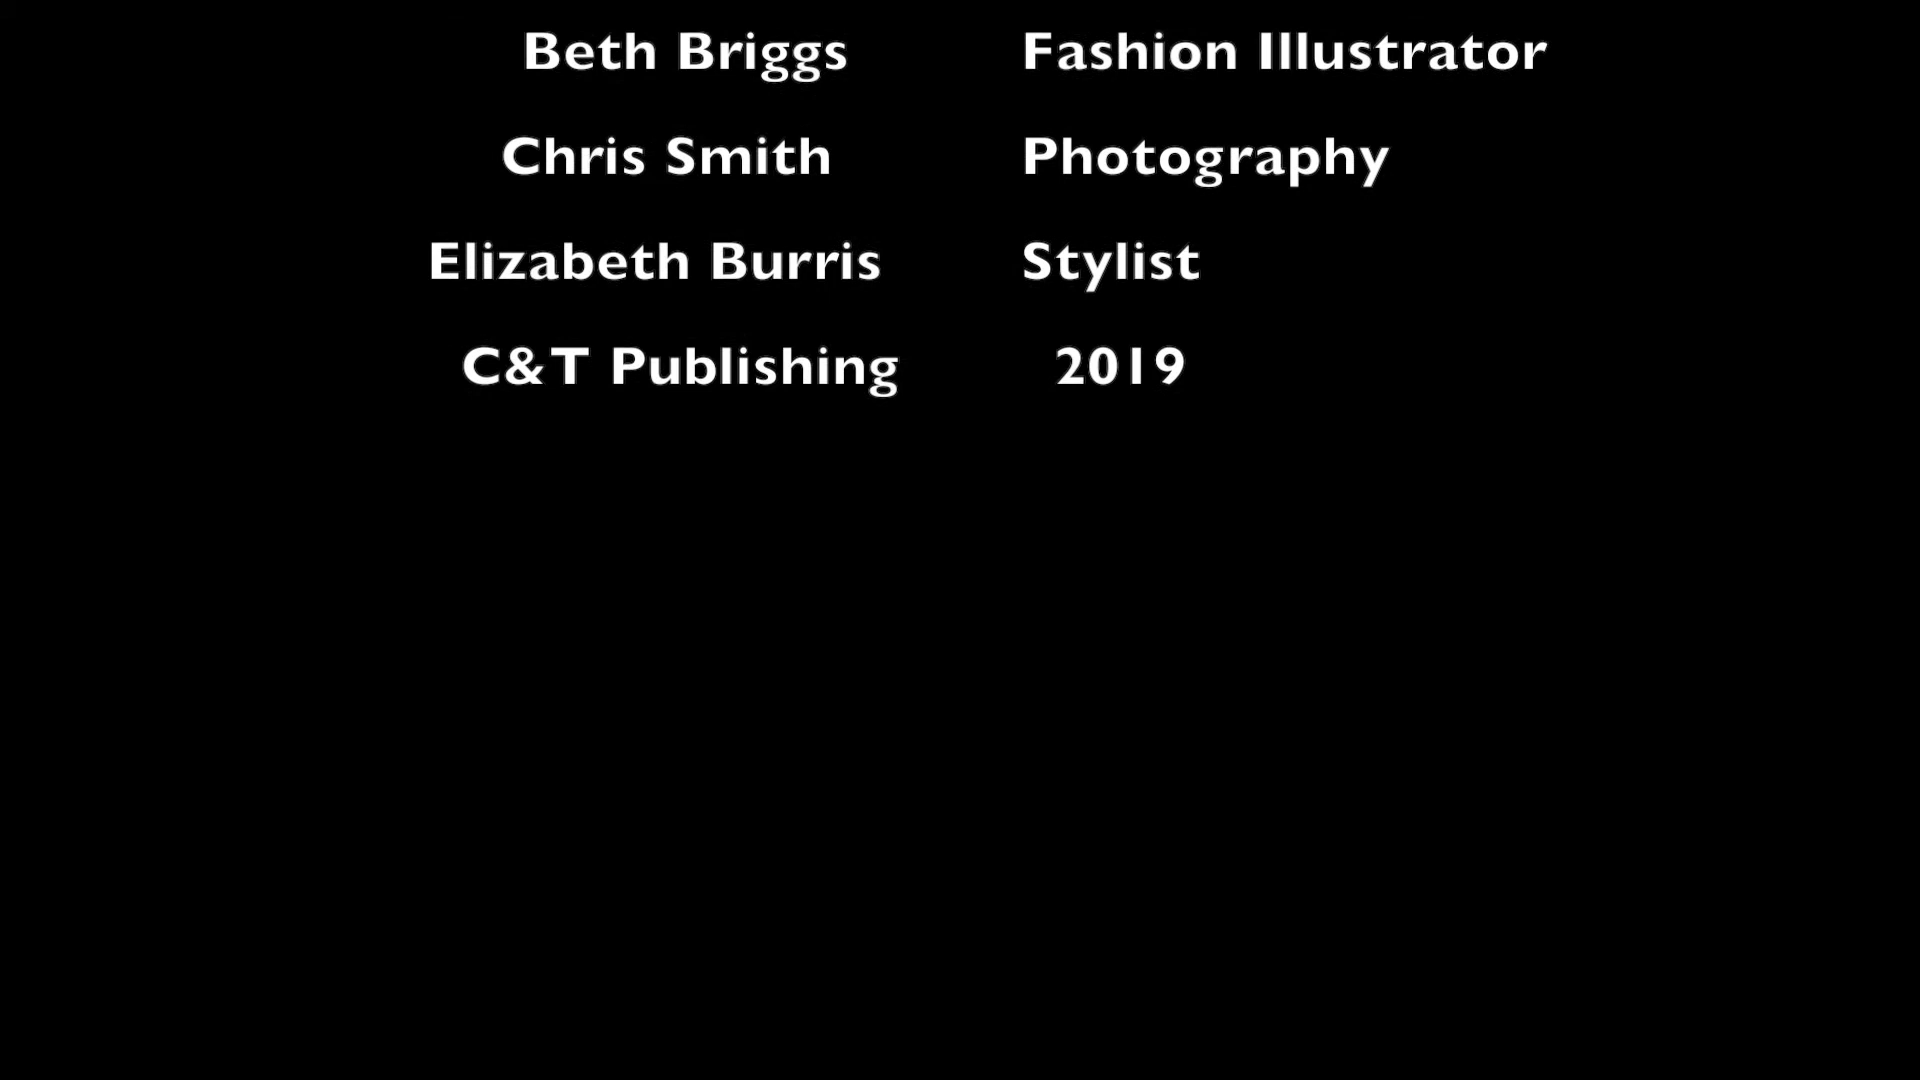 Beth Briggs Fashion Illustrator
Chris Smith Photography
Elizabeth Burris Stylist
C&T Publishing 2019